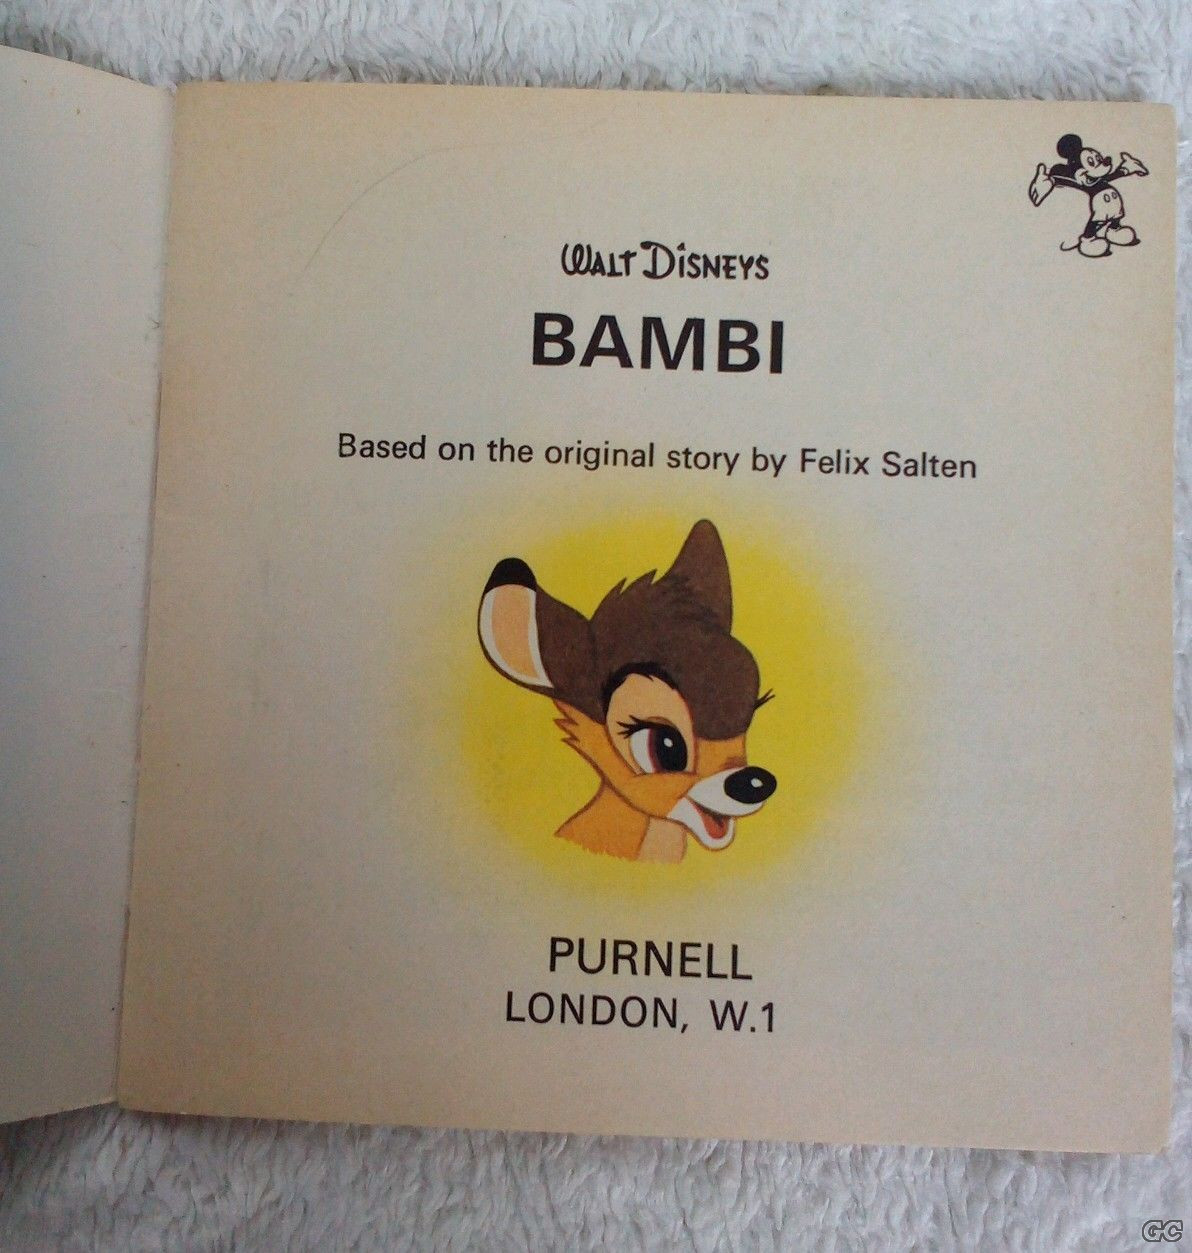 WALT DISNEYS
BAMBI
Based on the original story by Felix Salten
PURNELL
LONDON, W.1
GC